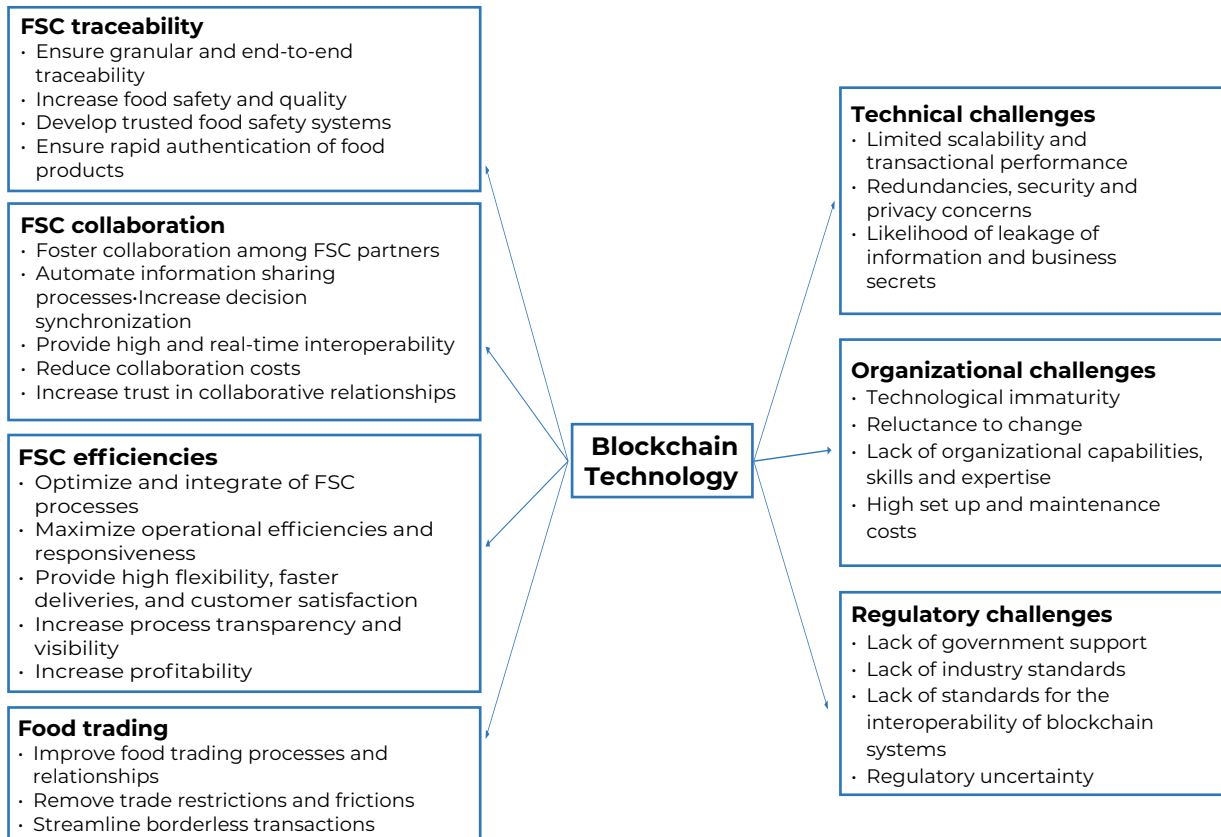 FSC traceability
· Ensure granular and end-to-end
traceability
· Increase food safety and quality
· Develop trusted food safety systems
· Ensure rapid authentication of food
products
FSC collaboration
· Foster collaboration among FSC partners
· Automate information sharing
processes·Increase decision
synchronization
· Provide high and real-time interoperability
· Reduce collaboration costs
· Increase trust in collaborative relationships
FSC efficiencies
· Optimize and integrate of FSC
processes
· Maximize operational efficiencies and
responsiveness
· Provide high flexibility, faster
deliveries, and customer satisfaction
· Increase process transparency and
visibility
· Increase profitability
Food trading
· Improve food trading processes and
relationships
· Remove trade restrictions and frictions
· Streamline borderless transactions
Blockchain
Technology
Technical challenges
· Limited scalability and
transactional performance
· Redundancies, security and
privacy concerns
· Likelihood of leakage of
information and business
secrets
Organizational challenges
· Technological immaturity
· Reluctance to change
· Lack of organizational capabilities,
skills and expertise
· High set up and maintenance
costs
Regulatory challenges
· Lack of government support
· Lack of industry standards
· Lack of standards for the
interoperability of blockchain
systems
· Regulatory uncertainty